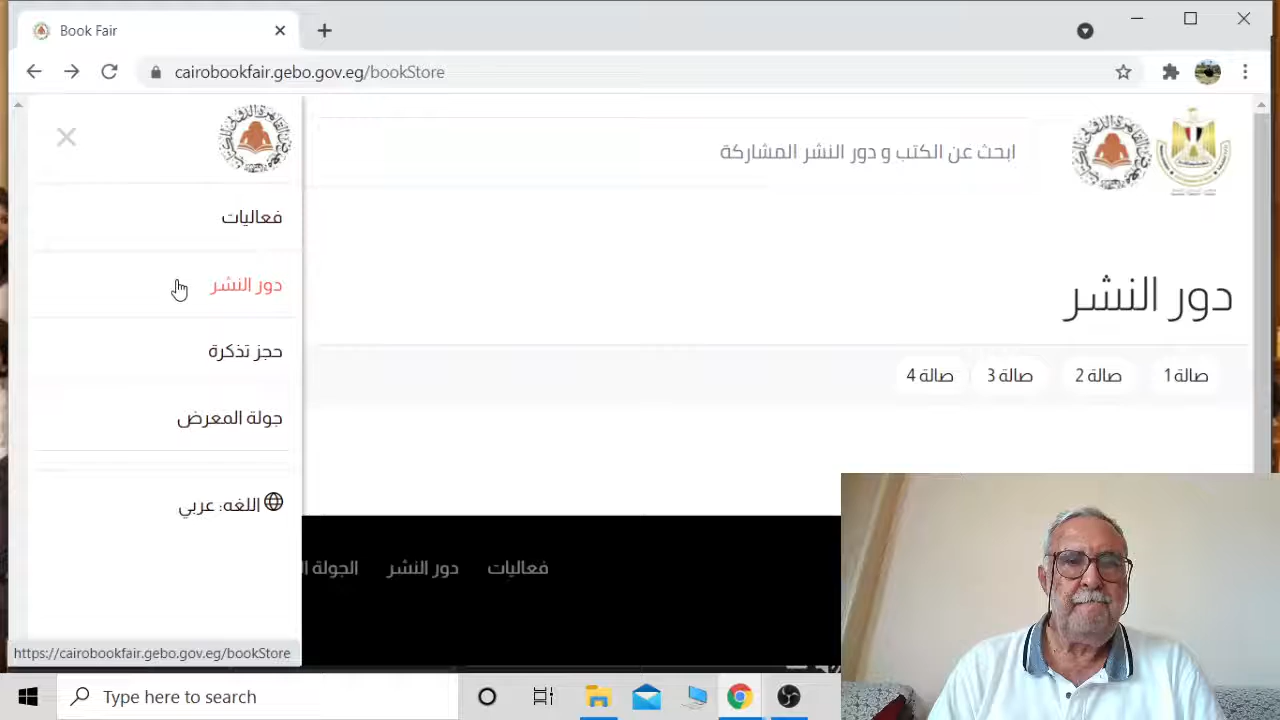 Book Fair
cairobookfair.gebo.gov.eg/bookStore
ابحث عن الكتب و دور النشر المشاركة
فعاليات
دور النشر
حجز تذكرة
جولة المعرض
اللغه: عربي
دور النشر
صالة 1
صالة 2
صالة 3
صالة 4
فعاليات
دور النشر
الجولة ا
https://cairobookfair.gebo.gov.eg/bookStore
Type here to search